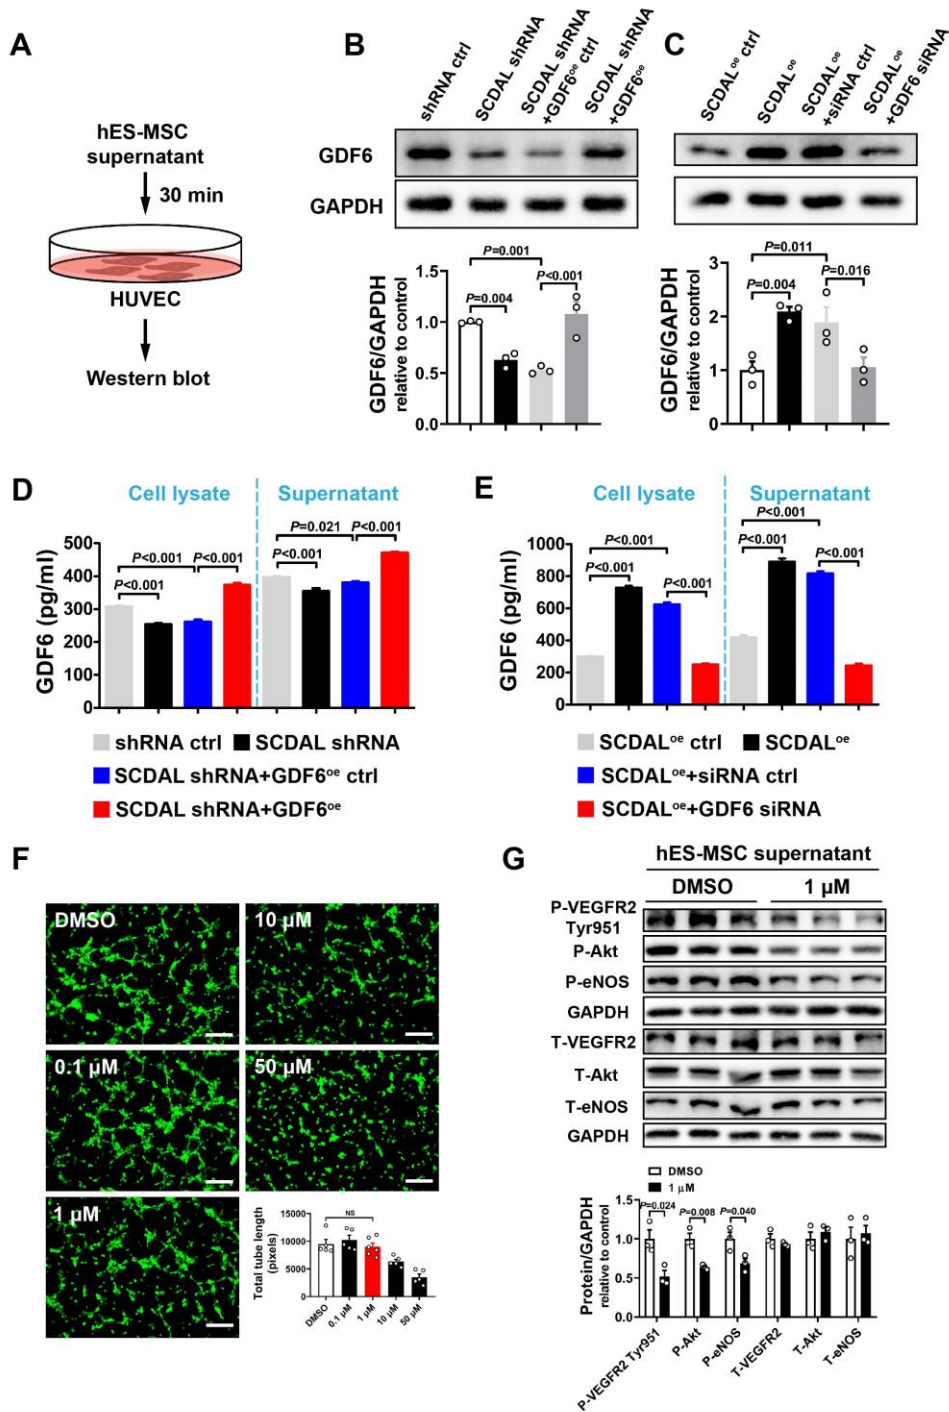 A
hES-MSC
supernatant
30 min
HUVEC
Western blot
B
shRNA ctrl
SCDAL shRNA
SCDAL shRNA
+GDF6oe ctrl
SCDAL shRNA
+GDF6oe
GDF6
GAPDH
P=0.001
P<0.001
P=0.004
1.5
1.0
0.5
0.0
GDF6/GAPDH
relative to control
C
SCDALoe ctrl
SCDALoe
SCDALoe
+siRNA ctrl
SCDALoe
+GDF6 siRNA
P=0.011
P=0.004
P=0.016
3
2
1
0
GDF6/GAPDH
relative to control
D
Cell lysate
Supernatant
P=0.021
P<0.001
P<0.001
P<0.001
P<0.001
P<0.001
500
400
300
200
100
0
GDF6 (pg/ml)
shRNA ctrl
SCDAL shRNA
SCDAL shRNA+GDF6oe ctrl
SCDAL shRNA+GDF6oe
E
Cell lysate
Supernatant
P<0.001
P<0.001
P<0.001
P<0.001
P<0.001
P<0.001
1000
800
600
400
200
0
GDF6 (pg/ml)
SCDALoe ctrl
SCDALoe
SCDALoe+siRNA ctrl
SCDALoe+GDF6 siRNA
F
DMSO
10 µM
0.1 µM
50 µM
1 µM
NS
15000
10000
5000
0
Total tube length
(pixels)
DMSO
0.1 µM
1 µM
10 µM
50 µM
G
hES-MSC supernatant
DMSO
1 µM
P-VEGFR2
Tyr951
P-Akt
P-eNOS
GAPDH
T-VEGFR2
T-Akt
T-eNOS
GAPDH
DMSO
1 µM
P=0.024
P=0.008
P=0.040
1.5
1.0
0.5
0.0
Protein/GAPDH
relative to control
P-VEGFR2 Tyr951
P-Akt
P-eNOS
T-VEGFR2
T-Akt
T-eNOS